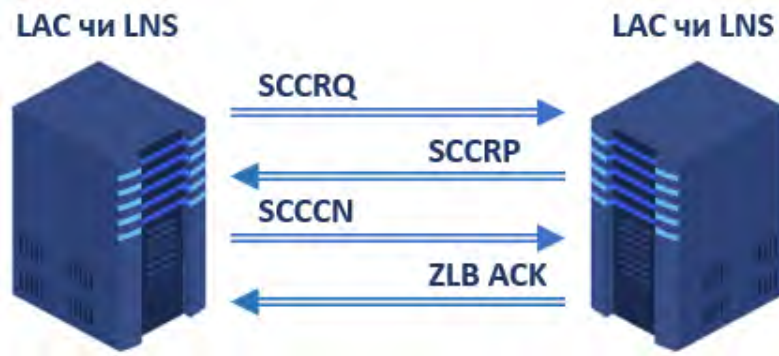 LAC чи LNS
LAC чи LNS
SCCRQ
SCCRP
SCCCN
ZLB ACK